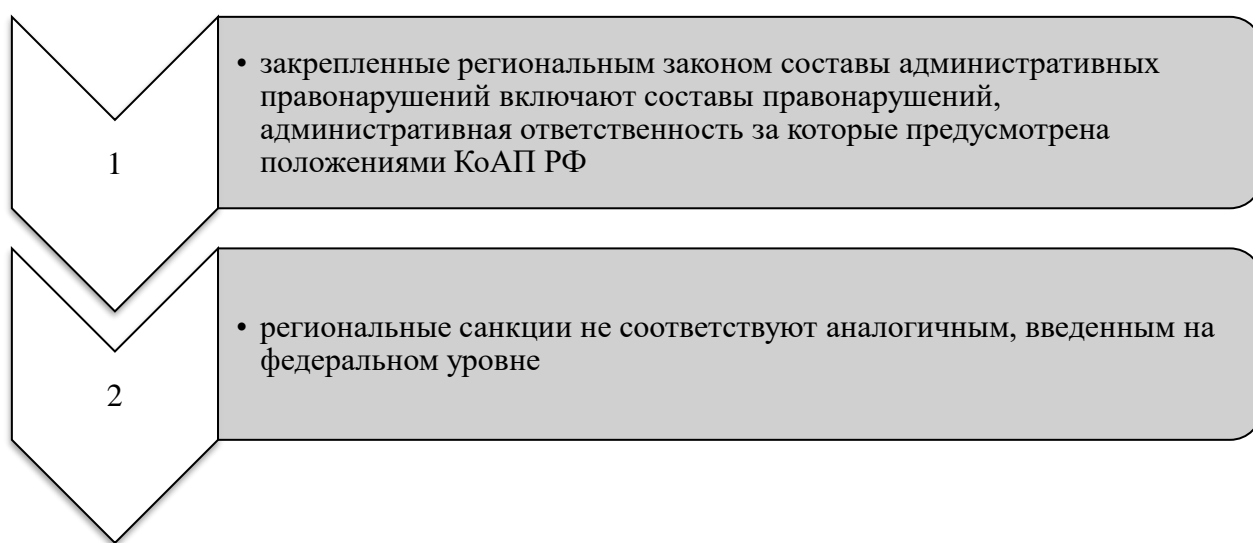 1
• закрепленные региональным законом составы административных
правонарушений включают составы правонарушений,
административная ответственность за которые предусмотрена
положениями КоАП РФ
2
• региональные санкции не соответствуют аналогичным, введенным на
федеральном уровне